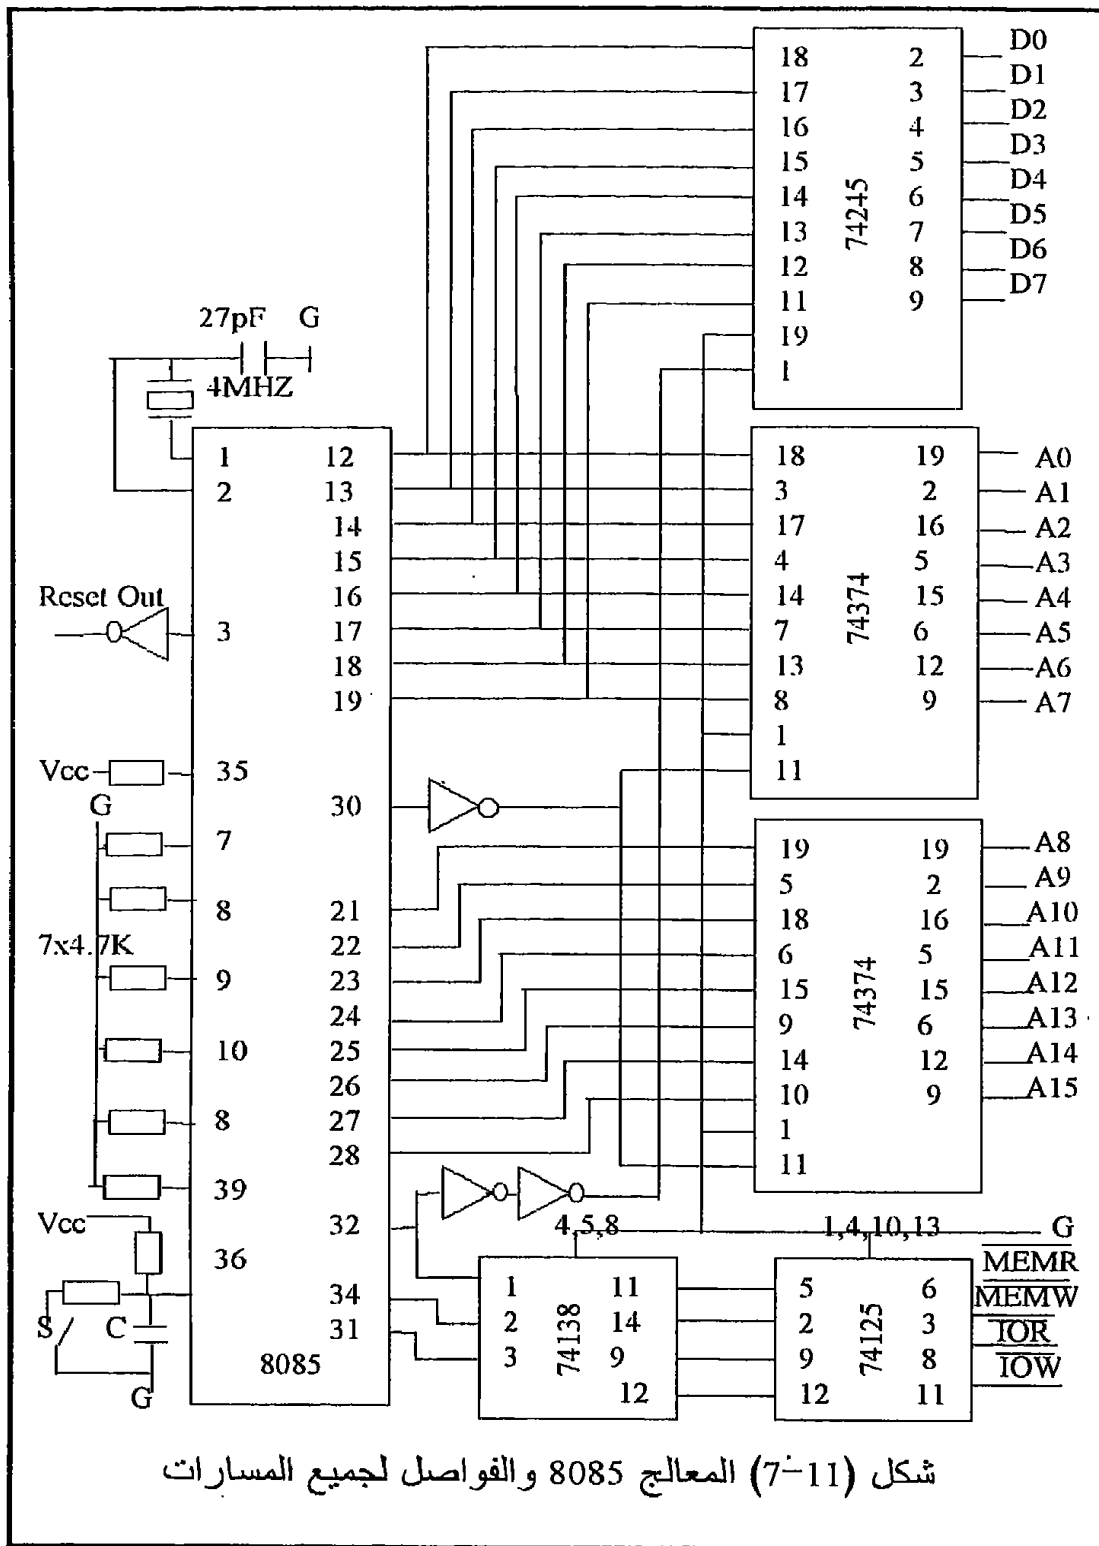 18 2 D0
17 3 D1
16 4 D2
15 5 D3
14 6 D4
13 7 D5
12 8 D6
11 9 D7
19
1
74245
27pF G
4MHZ
1 12
2 13
14
15
16
Reset Out
3 17
18
19
Vcc 35
G
30
7
8 21
22
7x4.7K
9 23
24
10 25
26
8 27
28
39
Vcc
36 32
34
31
S C
G
8085
18 19 A0
3 2 A1
17 16 A2
4 5 A3
14 15 A4
7 6 A5
13 12 A6
8 9 A7
1
11
74374
19 19 A8
5 2 A9
18 16 A10
6 5 A11
15 15 A12
9 6 A13
14 12 A14
10 9 A15
1
11
74374
4,5,8 1,4,10,13 G
1 11
2 14
3 9
12
74138
5 6 MEMR
2 3 MEMW
9 8 IOR
12 11 IOW
74125
شكل (11-7) المعالج 8085 والفواصل لجميع المسارات